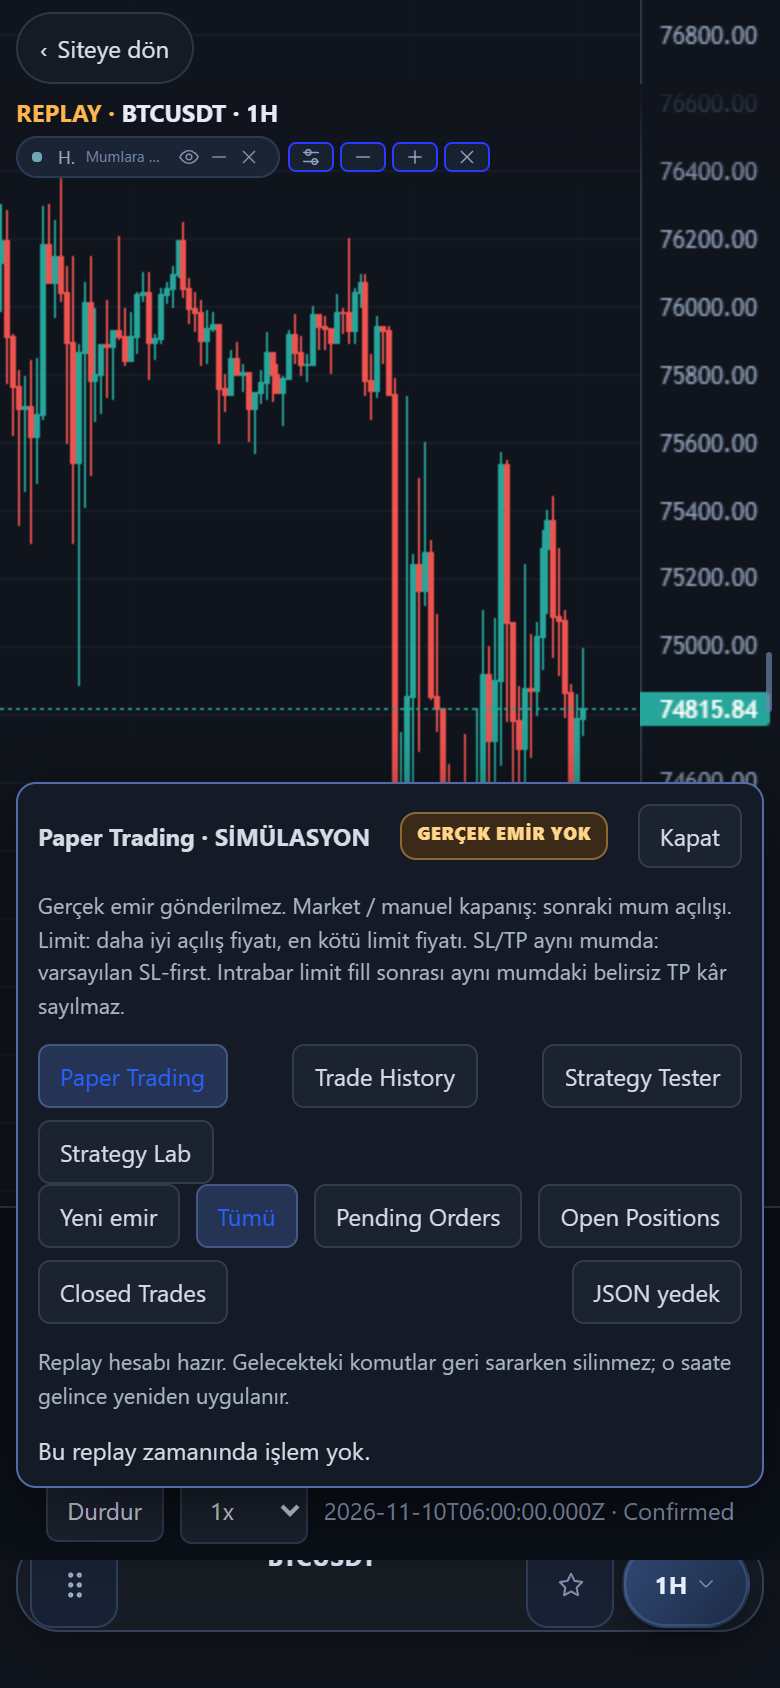 ‹ Siteye dön
REPLAY · BTCUSDT · 1H
H. Mumlara ...
76800.00
76600.00
76400.00
76200.00
76000.00
75800.00
75600.00
75400.00
75200.00
75000.00
74815.84
74600.00
Paper Trading · SİMÜLASYON
GERÇEK EMİR YOK
Kapat
Gerçek emir gönderilmez. Market / manuel kapanış: sonraki mum açılışı.
Limit: daha iyi açılış fiyatı, en kötü limit fiyatı. SL/TP aynı mumda:
varsayılan SL-first. Intrabar limit fill sonrası aynı mumdaki belirsiz TP kâr
sayılmaz.
Paper Trading
Trade History
Strategy Tester
Strategy Lab
Yeni emir
Tümü
Pending Orders
Open Positions
Closed Trades
JSON yedek
Replay hesabı hazır. Gelecekteki komutlar geri sararken silinmez; o saate
gelince yeniden uygulanır.
Bu replay zamanında işlem yok.
Durdur
1x
2026-11-10T06:00:00.000Z · Confirmed
BTCUSDT
1H